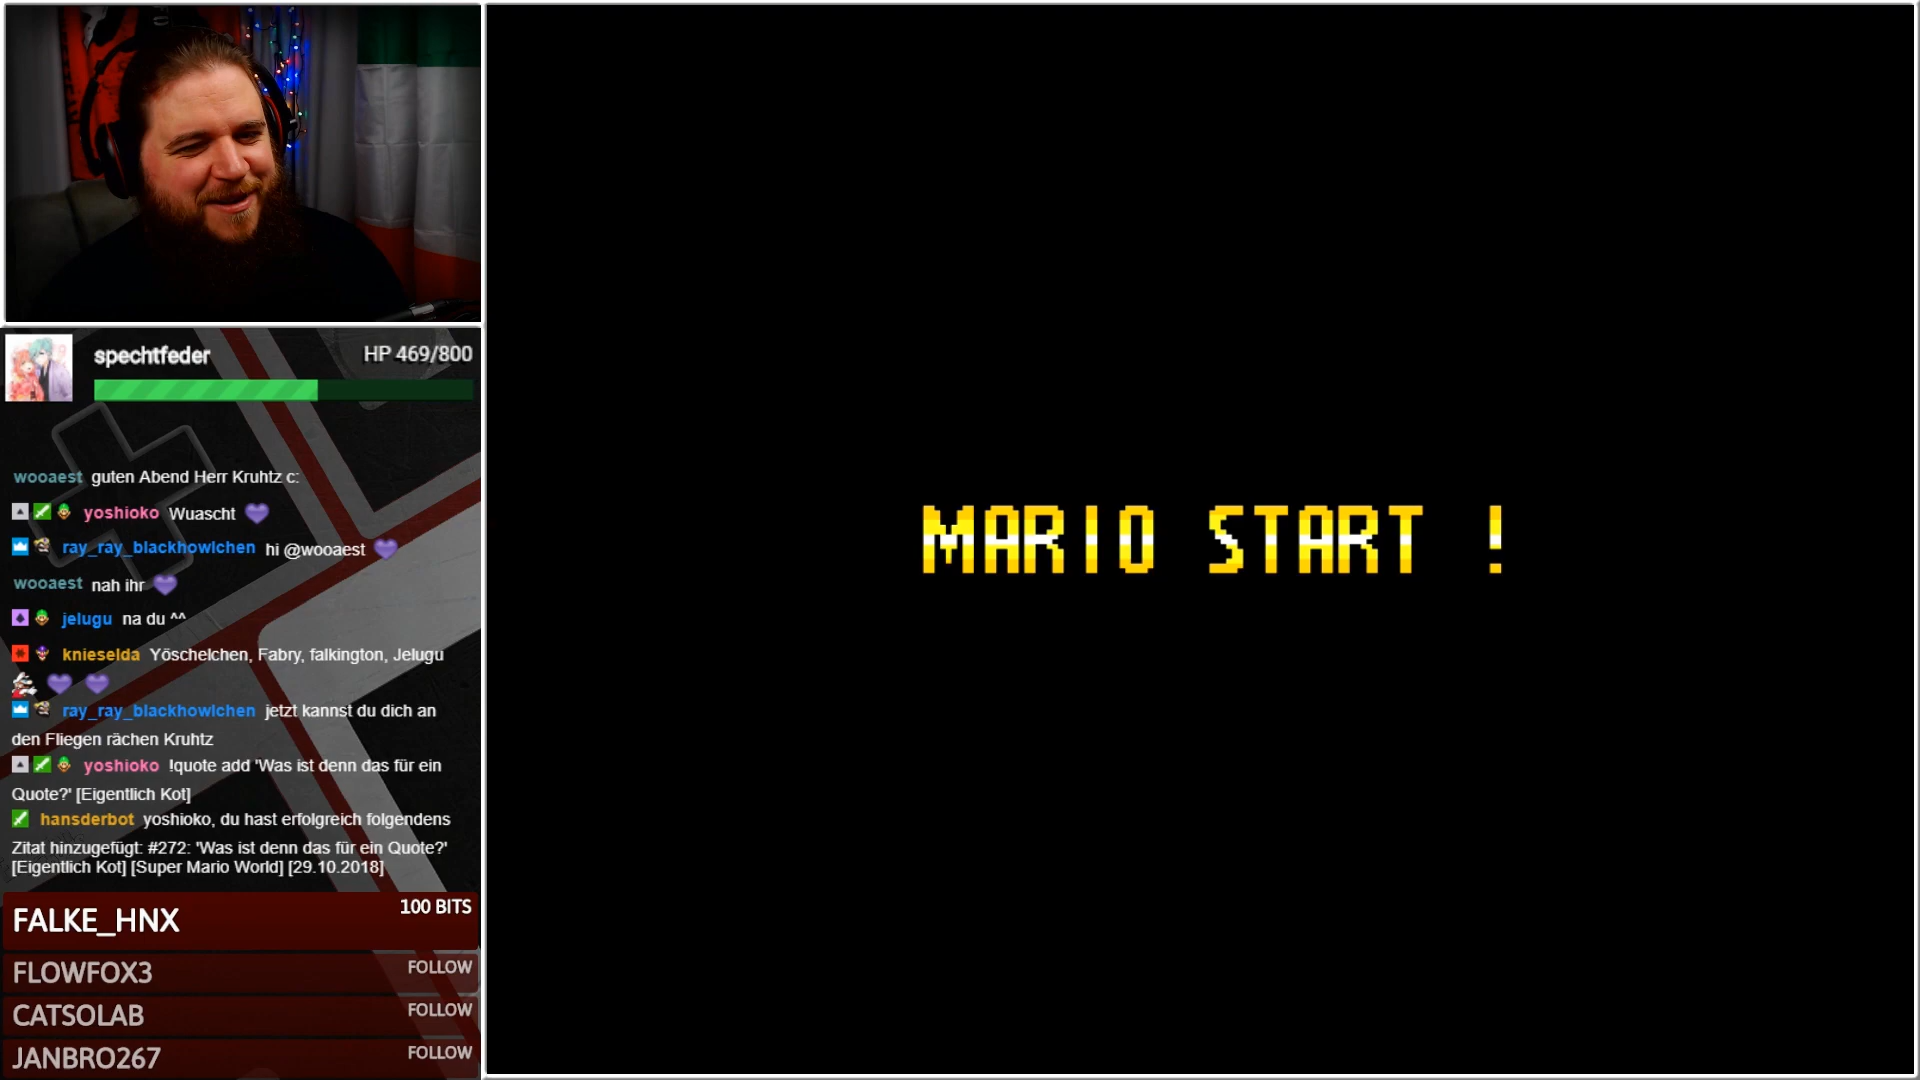 spechtfeder HP 469/800
wooaest guten Abend Herr Kruhtz c:
yoshioko Wuascht
ray_ray_blackhowlchen hi @wooaest
wooaest nah ihr
jelugu na du ^^
knieselda Yöschelchen, Fabry, falkington, Jelugu
ray_ray_blackhowlchen jetzt kannst du dich an
den Fliegen rächen Kruhtz
yoshioko !quote add 'Was ist denn das für ein
Quote?' [Eigentlich Kot]
hansderbot yoshioko, du hast erfolgreich folgendens
Zitat hinzugefügt: #272: 'Was ist denn das für ein Quote?'
[Eigentlich Kot] [Super Mario World] [29.10.2018]
FALKE_HNX 100 BITS
FLOWFOX3 FOLLOW
CATSOLAB FOLLOW
JANBRO267 FOLLOW
MARIO START !